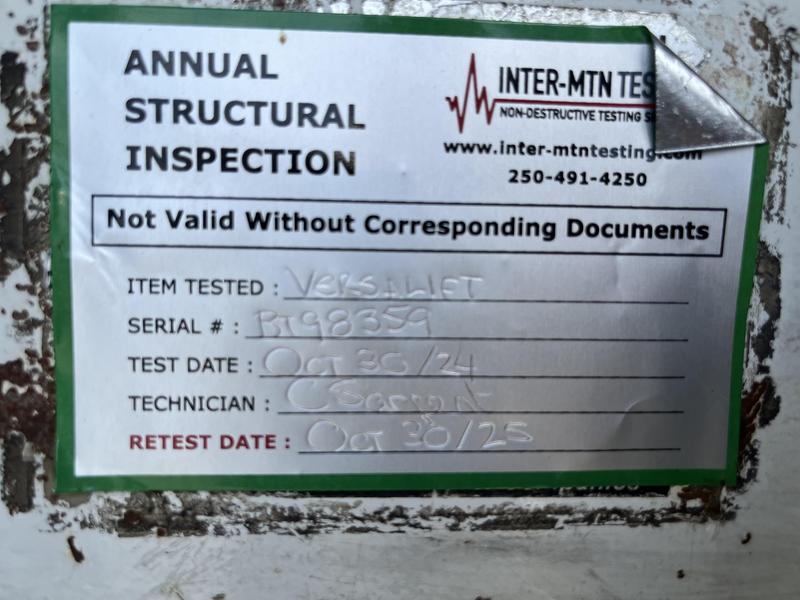 ANNUAL
STRUCTURAL
INSPECTION
INTER-MTN TES
NON-DESTRUCTIVE TESTING S
www.inter-mtntesting.com
250-491-4250
Not Valid Without Corresponding Documents
ITEM TESTED : VERSALIFT
SERIAL # : BT98359
TEST DATE : Oct 30/24
TECHNICIAN :
RETEST DATE : Oct 30/25